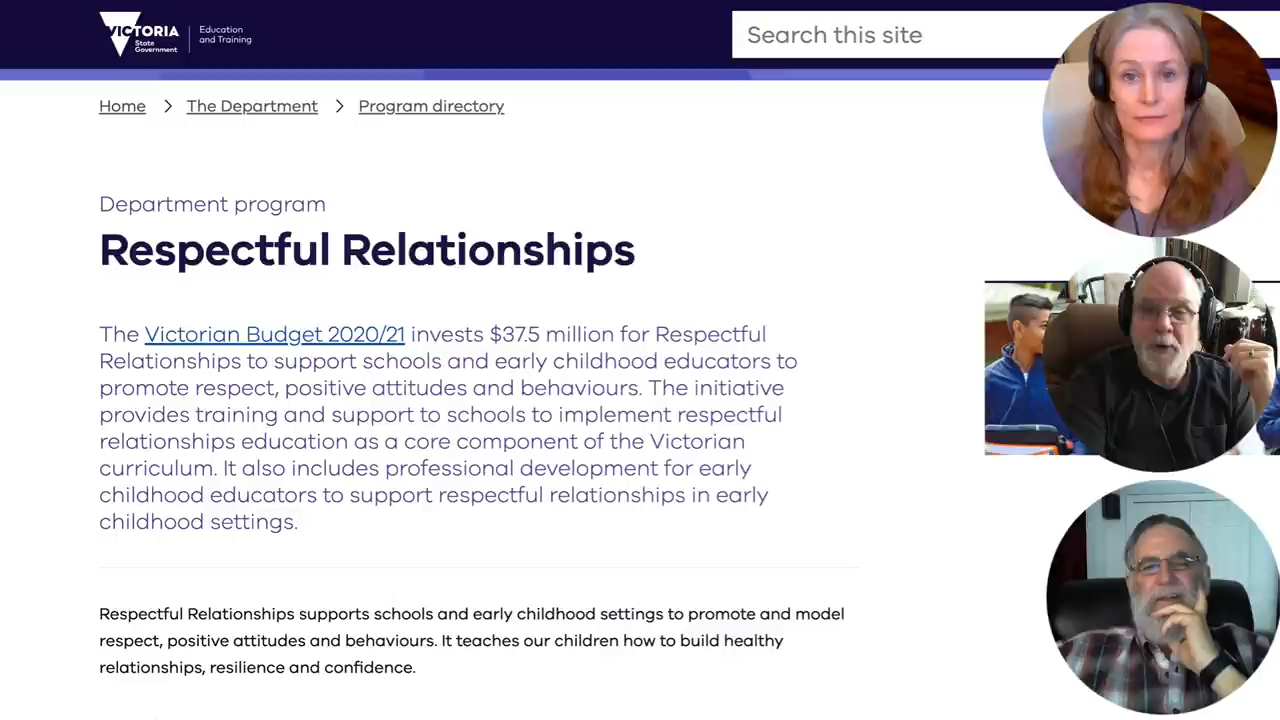 VICTORIA
State
Government
Education
and Training
Search this site
Home > The Department > Program directory
Department program
Respectful Relationships
The Victorian Budget 2020/21 invests $37.5 million for Respectful
Relationships to support schools and early childhood educators to
promote respect, positive attitudes and behaviours. The initiative
provides training and support to schools to implement respectful
relationships education as a core component of the Victorian
curriculum. It also includes professional development for early
childhood educators to support respectful relationships in early
childhood settings.
Respectful Relationships supports schools and early childhood settings to promote and model
respect, positive attitudes and behaviours. It teaches our children how to build healthy
relationships, resilience and confidence.